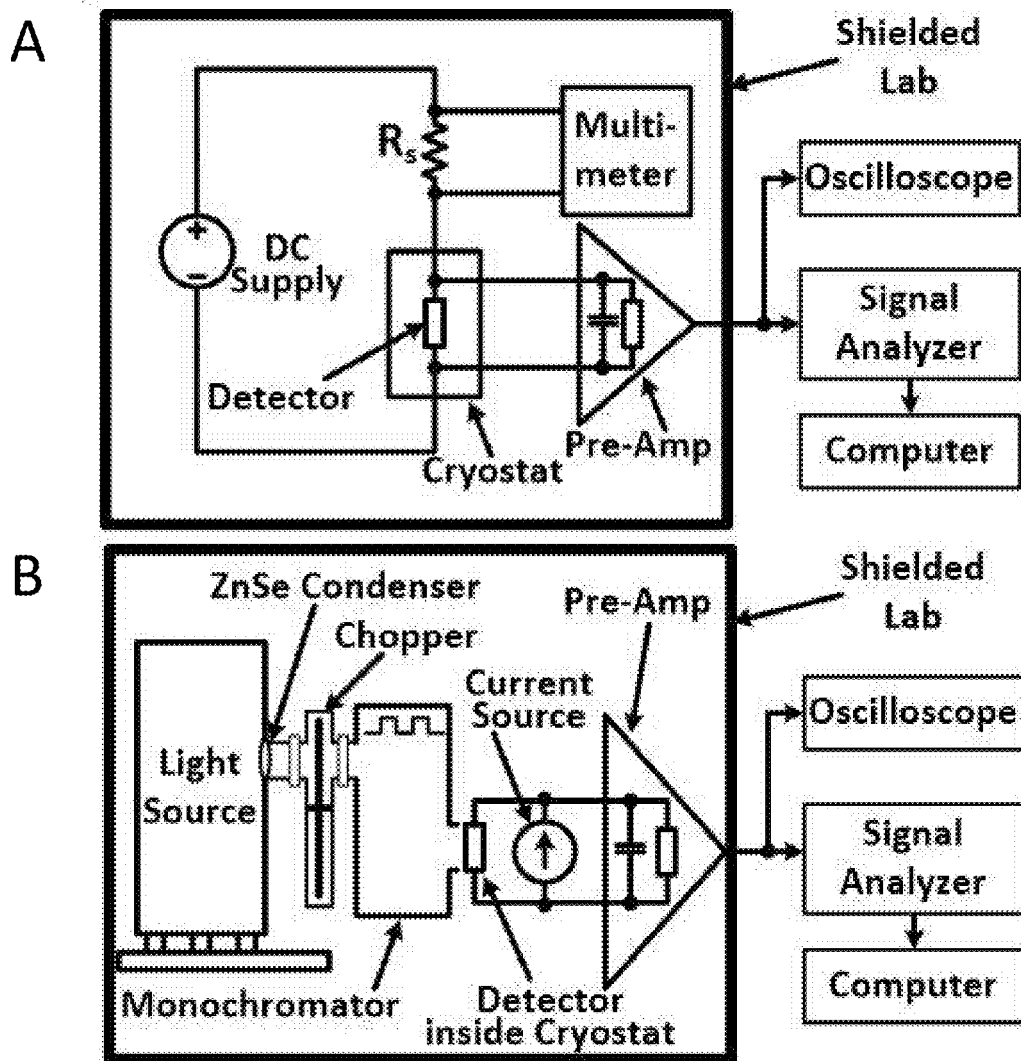 A
Shielded
Lab
R_s
Multi-
meter
Oscilloscope
+
DC
Supply
−
Signal
Analyzer
Detector
Cryostat
Pre-Amp
Computer
B
ZnSe Condenser
Chopper
Pre-Amp
Shielded
Lab
Current
Source
Oscilloscope
Light
Source
Signal
Analyzer
Monochromator
Detector
inside Cryostat
Computer